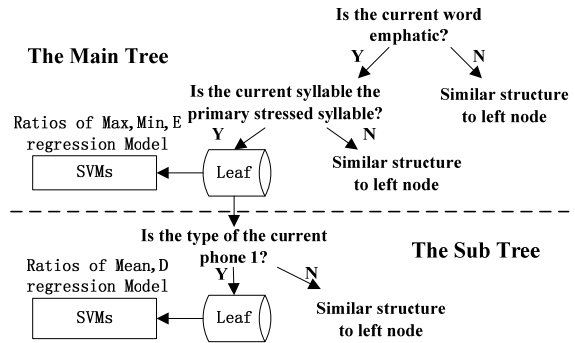 Is the current word
emphatic?
The Main Tree
Y
N
Is the current syllable the
primary stressed syllable?
Similar structure
to left node
Ratios of Max,Min,E
regression Model
Y
N
SVMs
Leaf
Similar structure
to left node
Is the type of the current
phone 1?
The Sub Tree
Ratios of Mean,D
regression Model
Y
N
SVMs
Leaf
Similar structure
to left node